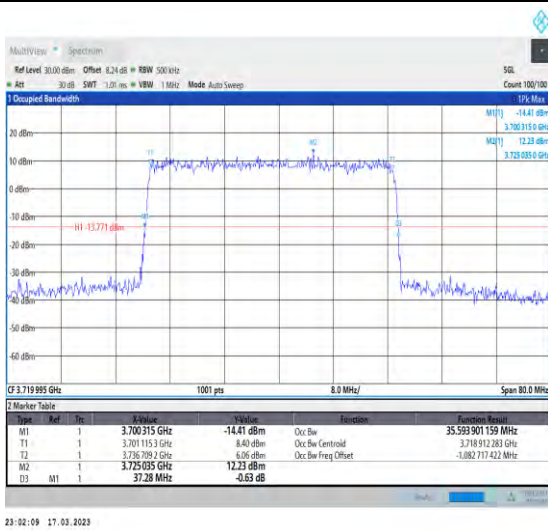 MultiView Spectrum
Ref Level 30.00 dBm Offset 8.24 dB RBW 500 kHz SGL
Att 30 dB SWT 1.01 ms VBW 1 MHz Mode Auto Sweep Count 100/100
1 Occupied Bandwidth 1Pk Max
M1[1] -14.41 dBm
3.700 315 0 GHz
M2[1] 12.23 dBm
3.725 035 0 GHz
20 dBm
M2
T1
10 dBm
0 dBm
-10 dBm
D3
H1 -13.771 dBm
-20 dBm
-30 dBm
-40 dBm
-50 dBm
-60 dBm
CF 3.719 995 GHz 1001 pts 8.0 MHz/ Span 80.0 MHz
2 Marker Table
Type Ref Trc X-Value Y-Value Function Function Result
M1 1 3.700 315 GHz -14.41 dBm Occ Bw 35.593 901 159 MHz
T1 1 3.701 115 3 GHz 8.40 dBm Occ Bw Centroid 3.718 912 283 GHz
T2 1 3.736 709 2 GHz 6.06 dBm Occ Bw Freq Offset -1.082 717 422 MHz
M2 1 3.725 035 GHz 12.23 dBm
D3 M1 1 37.28 MHz -0.63 dB
23:02:09 17.03.2023